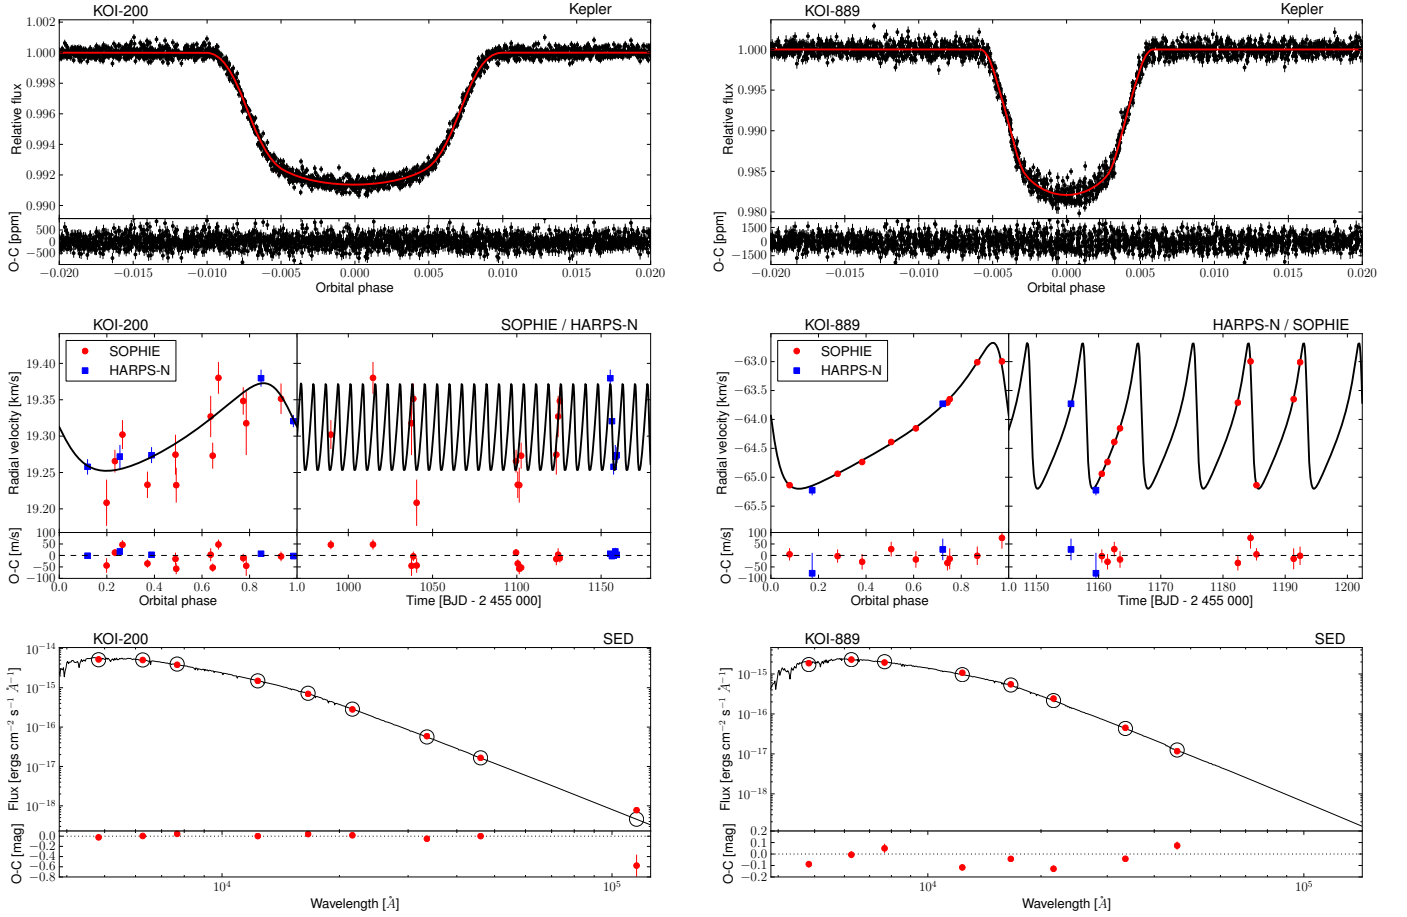 KOI-200 Kepler
1.002
1.000
0.998
0.996
0.994
0.992
0.990
Relative flux
500
0
−500
O-C [ppm]
−0.020 −0.015 −0.010 −0.005 0.000 0.005 0.010 0.015 0.020
Orbital phase
KOI-889 Kepler
1.000
0.995
0.990
0.985
0.980
Relative flux
1500
0
−1500
O-C [ppm]
−0.020 −0.015 −0.010 −0.005 0.000 0.005 0.010 0.015 0.020
Orbital phase
KOI-200 SOPHIE / HARPS-N
SOPHIE
HARPS-N
19.40
19.35
19.30
19.25
19.20
Radial velocity [km/s]
100
50
0
−50
−100
O-C [m/s]
0.0 0.2 0.4 0.6 0.8 1.0 1000 1050 1100 1150
Orbital phase Time [BJD - 2 455 000]
KOI-889 HARPS-N / SOPHIE
SOPHIE
HARPS-N
−63.0
−63.5
−64.0
−64.5
−65.0
−65.5
Radial velocity [km/s]
100
50
0
−50
−100
O-C [m/s]
0.0 0.2 0.4 0.6 0.8 1.0 1150 1160 1170 1180 1190 1200
Orbital phase Time [BJD - 2 455 000]
KOI-200 SED
10⁻¹⁴
10⁻¹⁵
10⁻¹⁶
10⁻¹⁷
10⁻¹⁸
Flux [ergs cm⁻² s⁻¹ Å⁻¹]
0.0
−0.2
−0.4
−0.6
−0.8
O-C [mag]
10⁴ 10⁵
Wavelength [Å]
KOI-889 SED
10⁻¹⁵
10⁻¹⁶
10⁻¹⁷
10⁻¹⁸
Flux [ergs cm⁻² s⁻¹ Å⁻¹]
0.2
0.1
0.0
−0.1
−0.2
O-C [mag]
10⁴ 10⁵
Wavelength [Å]